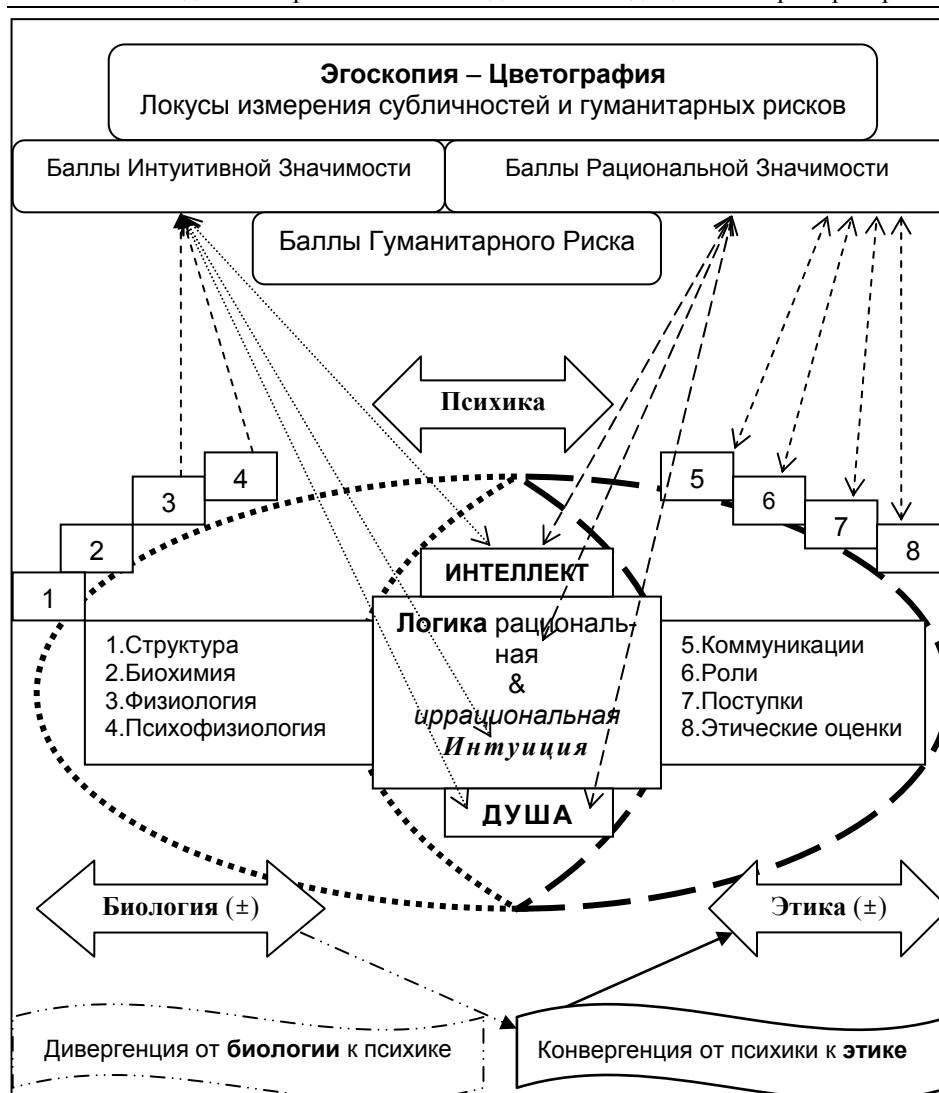 Эгоскопия – Цветография
Локусы измерения субличностей и гуманитарных рисков
Баллы Интуитивной Значимости
Баллы Рациональной Значимости
Баллы Гуманитарного Риска
Психика
4
3
2
1
5
6
7
8
ИНТЕЛЛЕКТ
1.Структура
2.Биохимия
3.Физиология
4.Психофизиология
Логика рациональ-
ная
&
иррациональная
Интуиция
5.Коммуникации
6.Роли
7.Поступки
8.Этические оценки
ДУША
Биология (±)
Этика (±)
Дивергенция от биологии к психике
Конвергенция от психики к этике